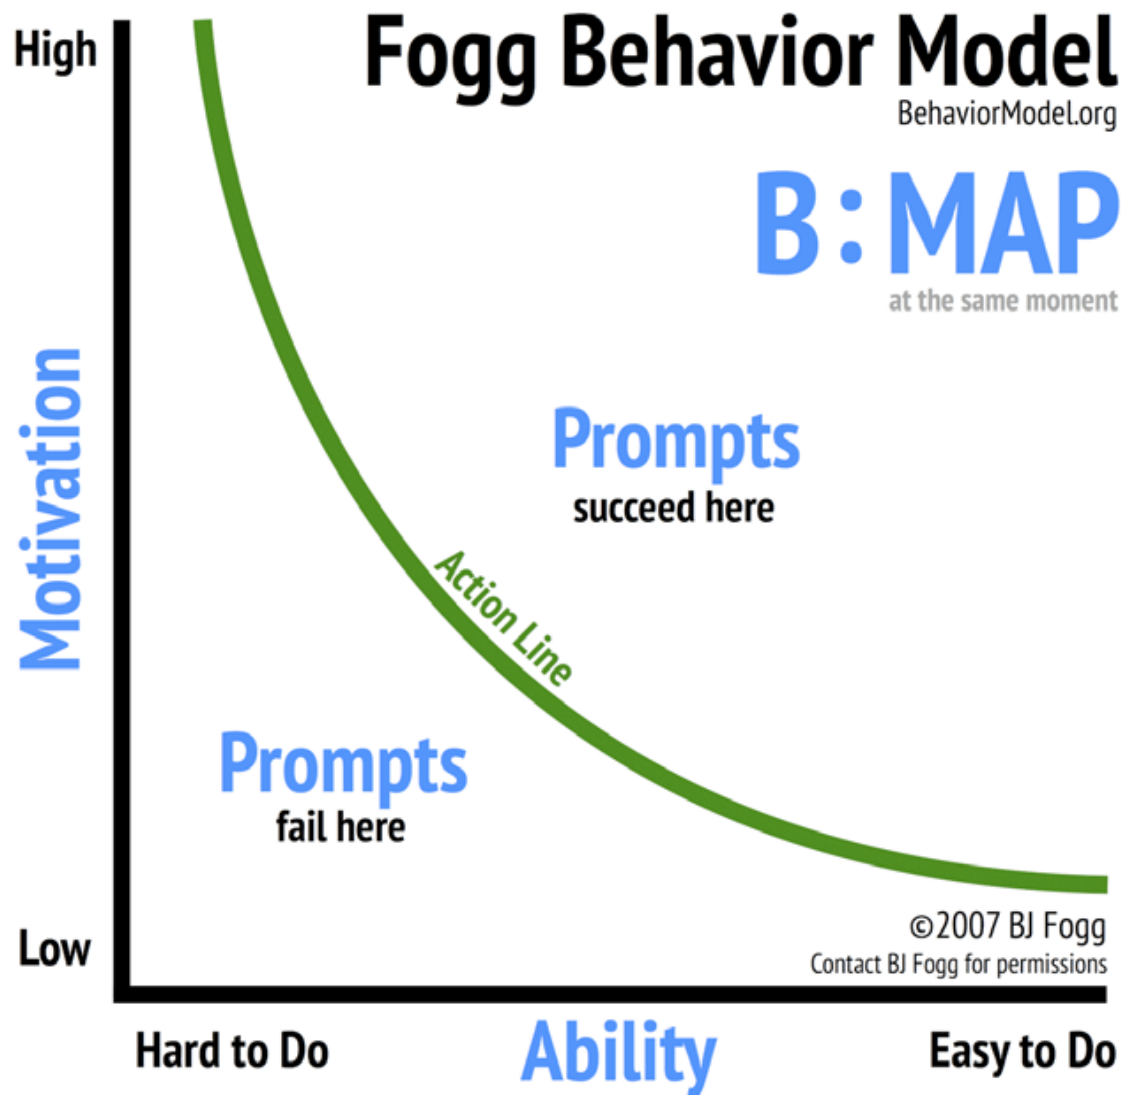 High
Fogg Behavior Model
BehaviorModel.org
B:MAP
at the same moment
Motivation
Prompts
succeed here
Action Line
Prompts
fail here
Low
©2007 BJ Fogg
Contact BJ Fogg for permissions
Hard to Do
Ability
Easy to Do